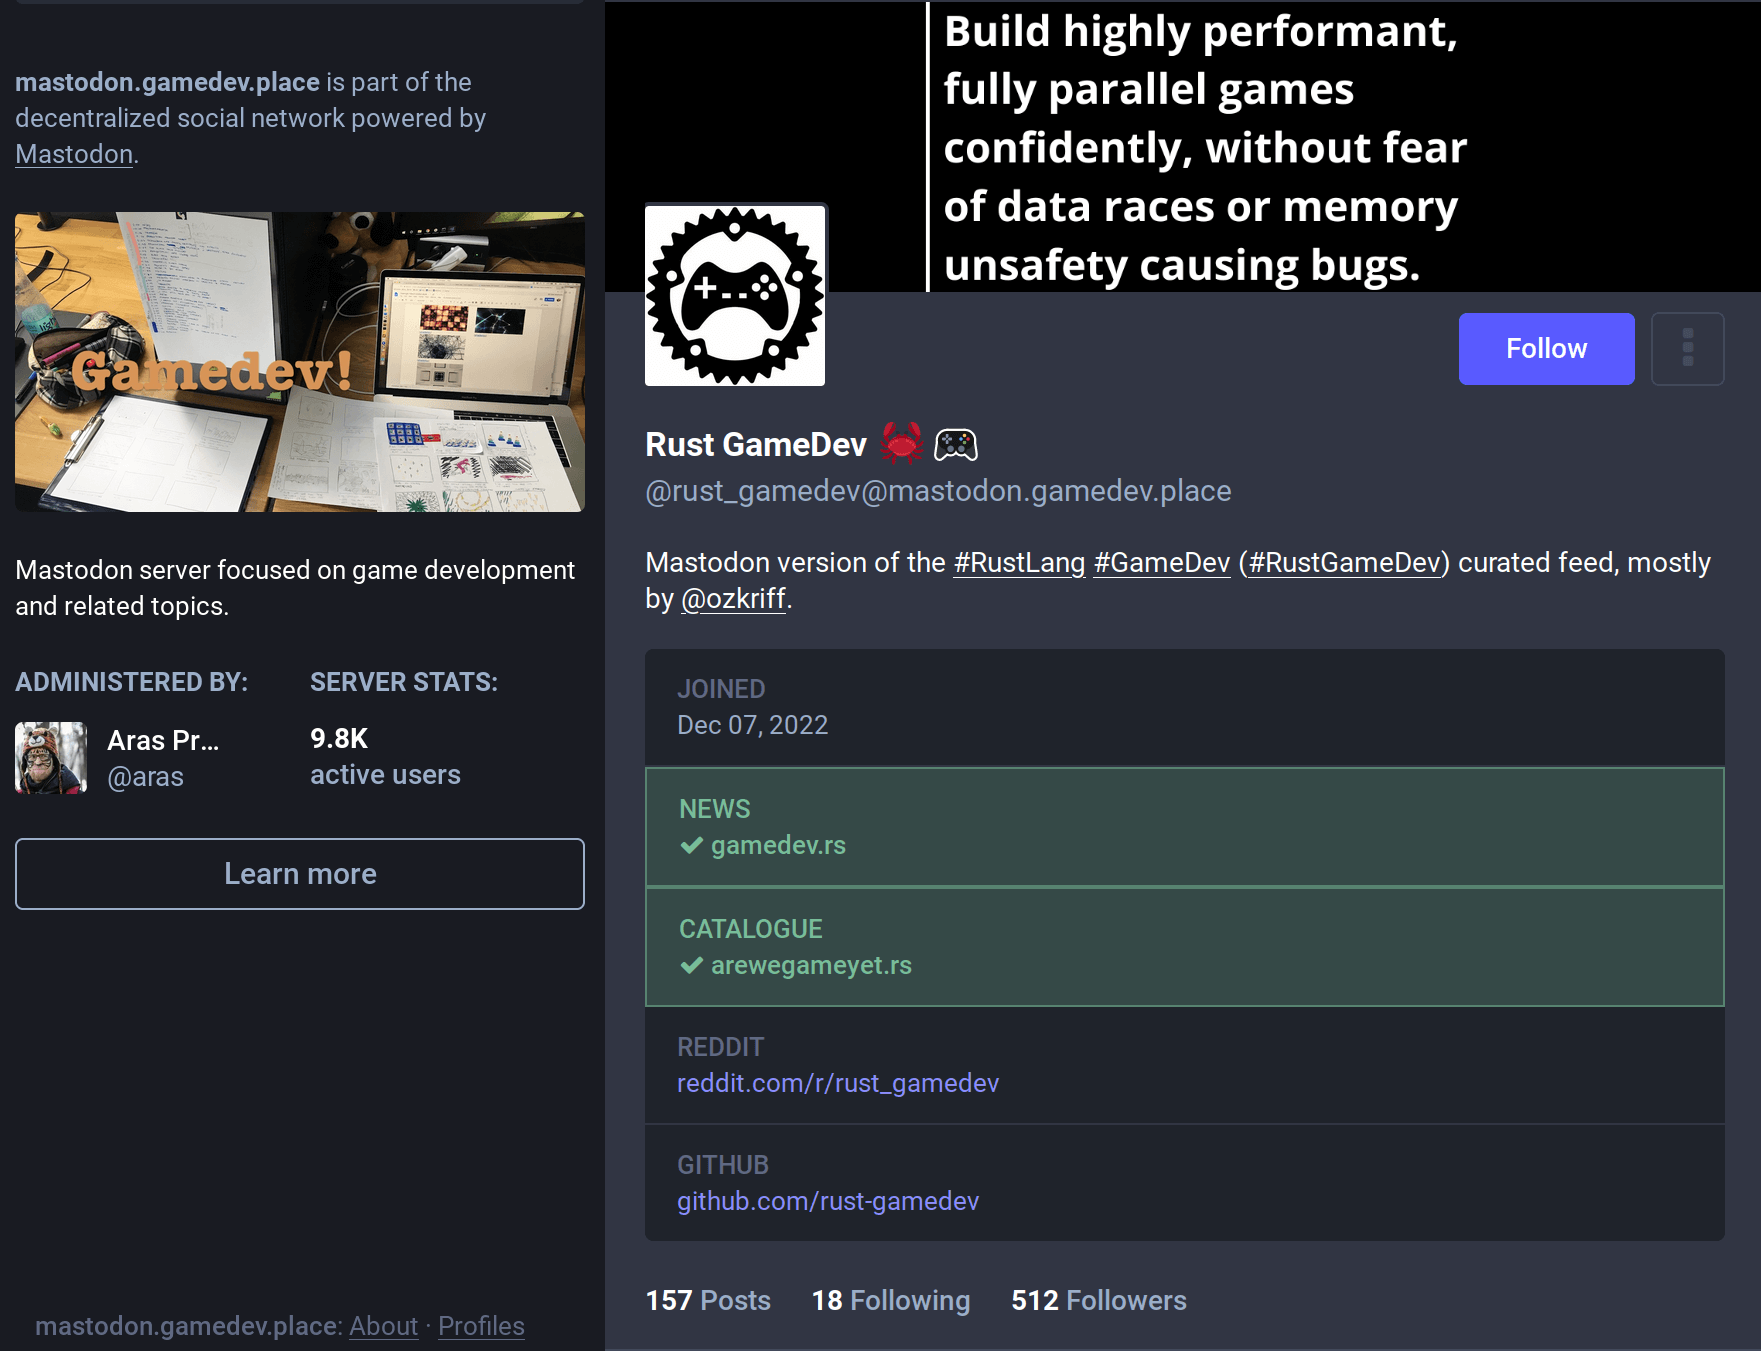 mastodon.gamedev.place is part of the
decentralized social network powered by
Mastodon.
Gamedev!
Mastodon server focused on game development
and related topics.
ADMINISTERED BY:
Aras Pr...
@aras
SERVER STATS:
9.8K
active users
Learn more
mastodon.gamedev.place: About · Profiles
Build highly performant,
fully parallel games
confidently, without fear
of data races or memory
unsafety causing bugs.
Follow
Rust GameDev 🦀 🎮
@rust_gamedev@mastodon.gamedev.place
Mastodon version of the #RustLang #GameDev (#RustGameDev) curated feed, mostly
by @ozkriff.
JOINED
Dec 07, 2022
NEWS
✔ gamedev.rs
CATALOGUE
✔ arewegameyet.rs
REDDIT
reddit.com/r/rust_gamedev
GITHUB
github.com/rust-gamedev
157 Posts 18 Following 512 Followers